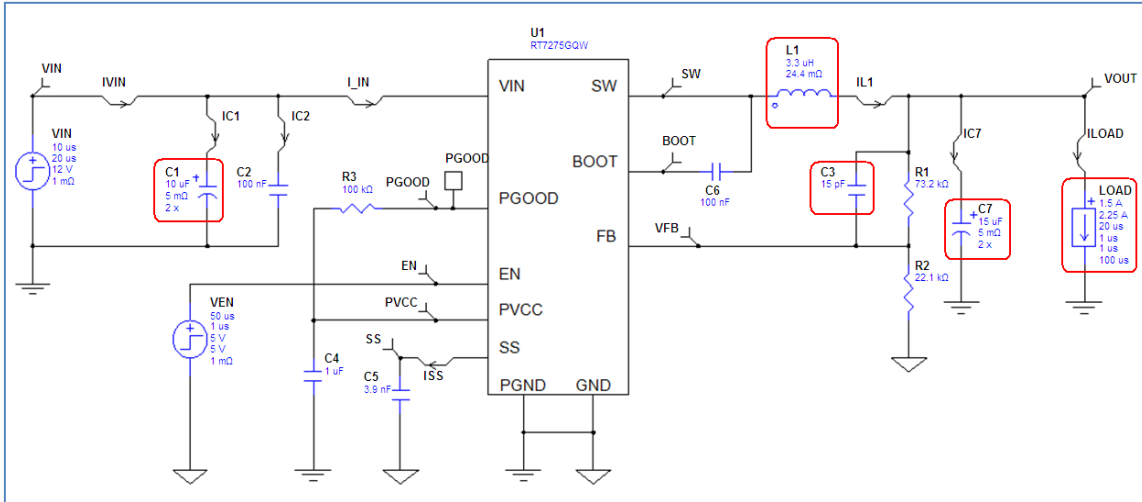 U1
RT7275GQW
VIN
IVIN
I_IN
VIN
SW
SW
L1
3.3 uH
24.4 mΩ
IL1
VOUT
VIN
10 us
20 us
12 V
1 mΩ
IC1
IC2
C1
+
10 uF
5 mΩ
2 x
C2
100 nF
R3
100 kΩ
PGOOD
PGOOD
PGOOD
BOOT
BOOT
C6
100 nF
C3
15 pF
R1
73.2 kΩ
IC7
C7
+
15 uF
5 mΩ
2 x
ILOAD
LOAD
+
1.5 A
2.25 A
20 us
1 us
1 us
100 us
FB
VFB
R2
22.1 kΩ
EN
EN
VEN
50 us
1 us
5 V
5 V
1 mΩ
PVCC
PVCC
SS
SS
ISS
C4
1 uF
C5
3.9 nF
PGND
GND